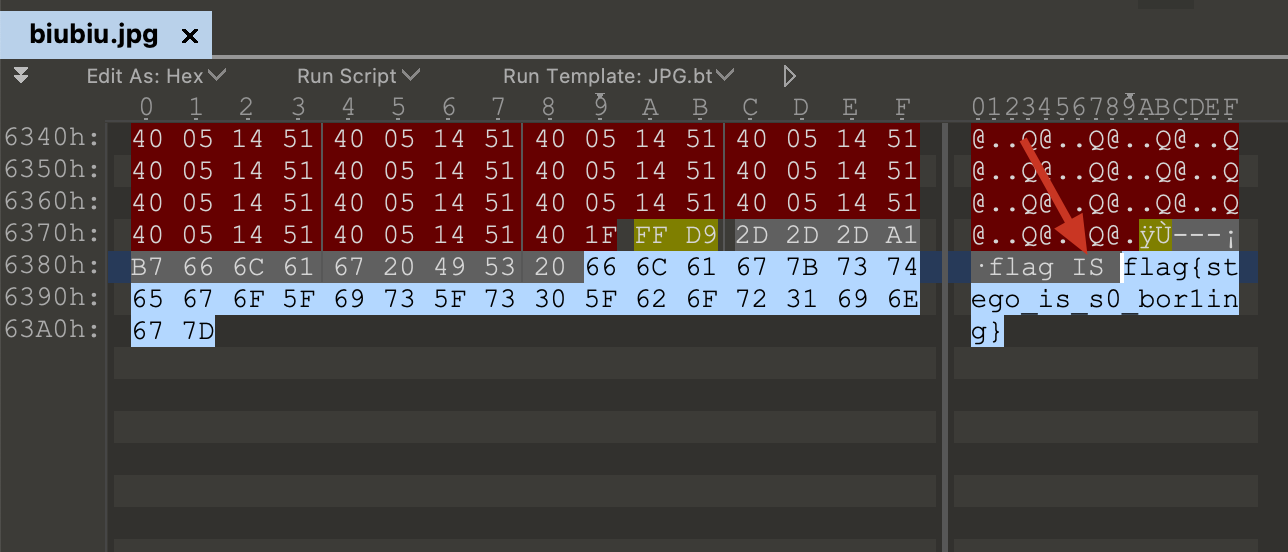 biubiu.jpg ×
Edit As: Hex Run Script Run Template: JPG.bt
0 1 2 3 4 5 6 7 8 9 A B C D E F 0123456789ABCDEF
6340h: 40 05 14 51 40 05 14 51 40 05 14 51 40 05 14 51 @..Q@..Q@..Q@..Q
6350h: 40 05 14 51 40 05 14 51 40 05 14 51 40 05 14 51 @..Q@..Q@..Q@..Q
6360h: 40 05 14 51 40 05 14 51 40 05 14 51 40 05 14 51 @..Q@..Q@..Q@..Q
6370h: 40 05 14 51 40 05 14 51 40 1F FF D9 2D 2D 2D A1 @..Q@..Q@.ÿÙ---¡
6380h: B7 66 6C 61 67 20 49 53 20 66 6C 61 67 7B 73 74 ·flag IS flag{st
6390h: 65 67 6F 5F 69 73 5F 73 30 5F 62 6F 72 31 69 6E ego_is_s0_bor1in
63A0h: 67 7D g}